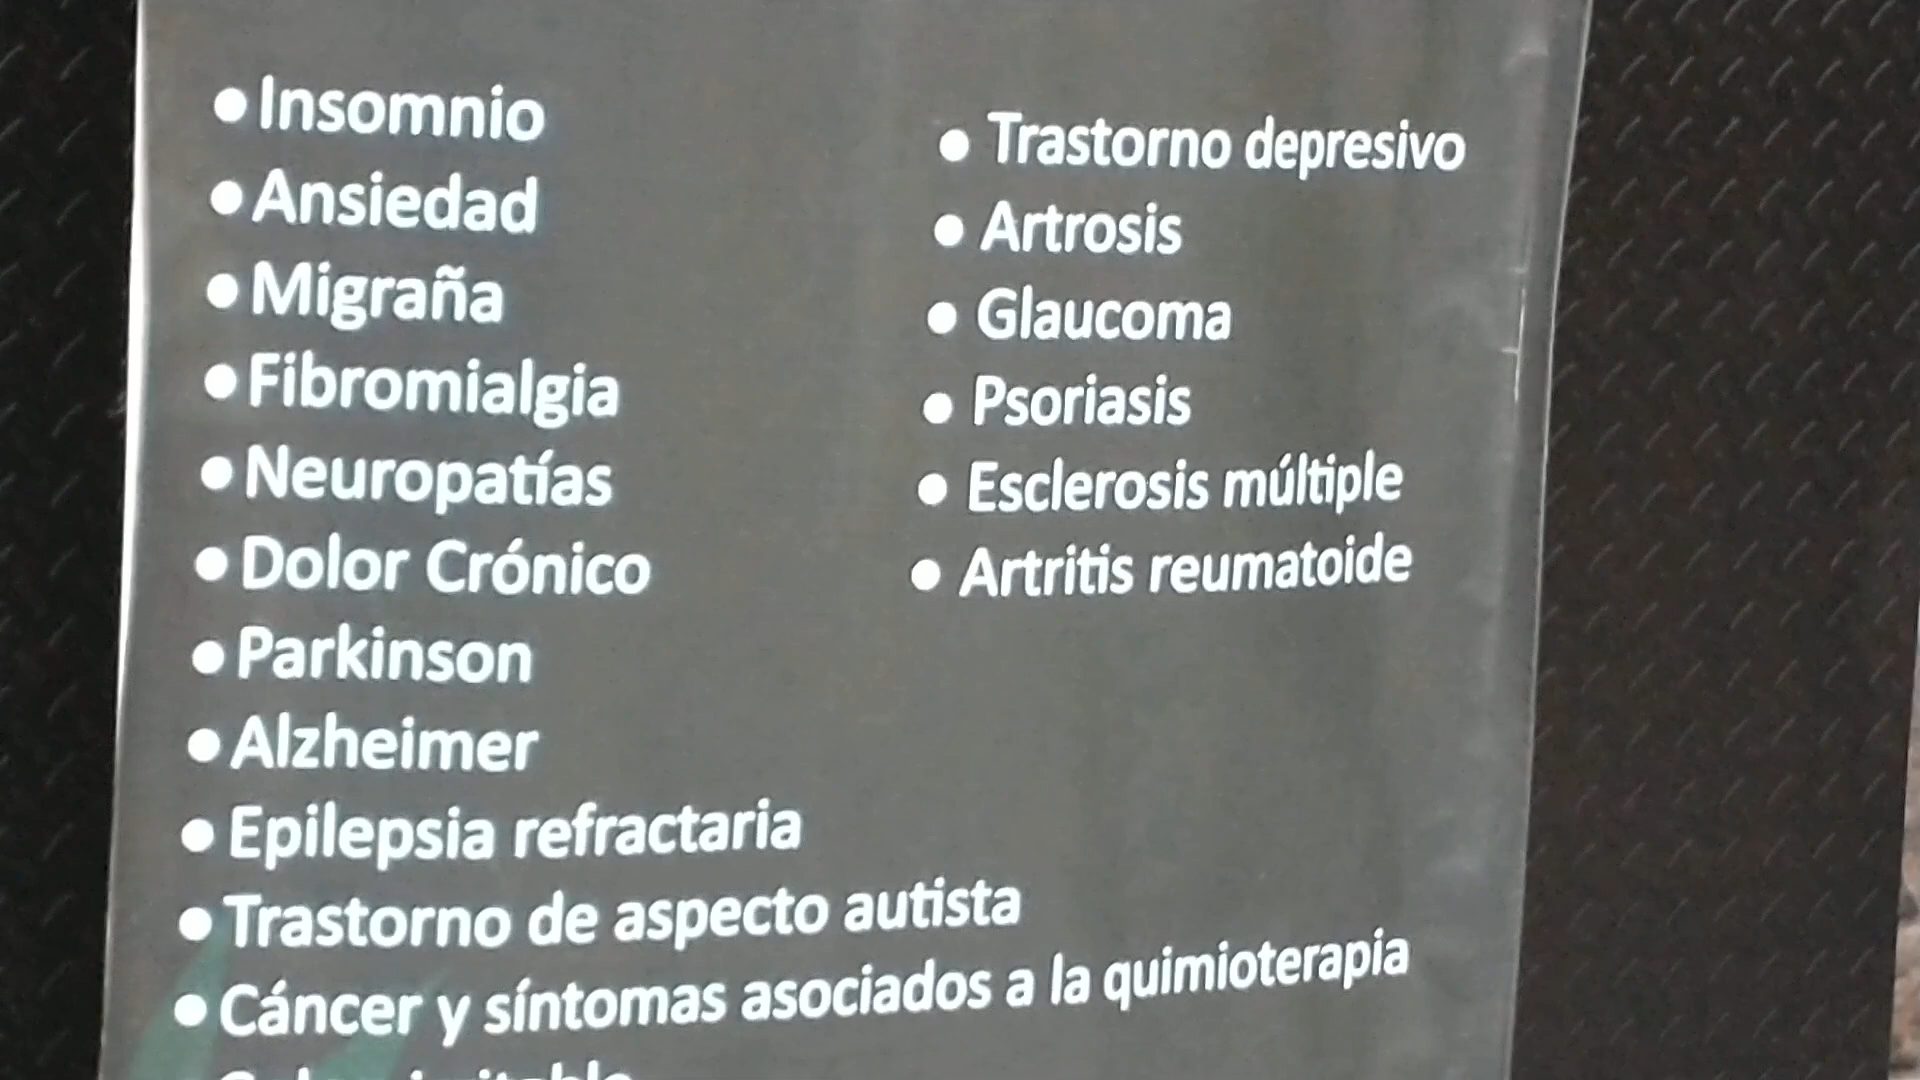 • Insomnio
• Ansiedad
• Migraña
• Fibromialgia
• Neuropatías
• Dolor Crónico
• Parkinson
• Alzheimer
• Epilepsia refractaria
• Trastorno de aspecto autista
• Cáncer y síntomas asociados a la quimioterapia
• Trastorno depresivo
• Artrosis
• Glaucoma
• Psoriasis
• Esclerosis múltiple
• Artritis reumatoide